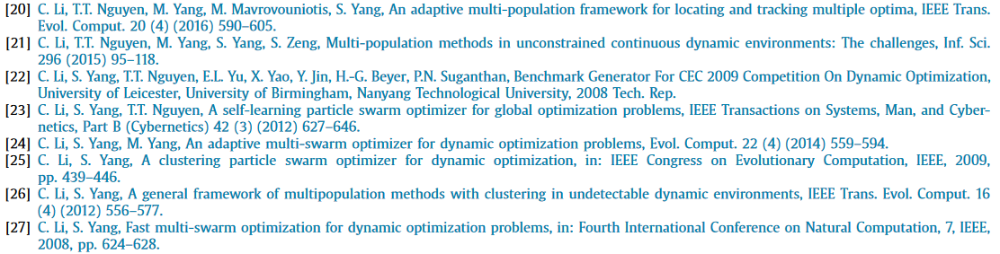 [20] C. Li, T.T. Nguyen, M. Yang, M. Mavrovouniotis, S. Yang, An adaptive multi-population framework for locating and tracking multiple optima, IEEE Trans.
Evol. Comput. 20 (4) (2016) 590–605.
[21] C. Li, T.T. Nguyen, M. Yang, S. Yang, S. Zeng, Multi-population methods in unconstrained continuous dynamic environments: The challenges, Inf. Sci.
296 (2015) 95–118.
[22] C. Li, S. Yang, T.T. Nguyen, E.L. Yu, X. Yao, Y. Jin, H.-G. Beyer, P.N. Suganthan, Benchmark Generator For CEC 2009 Competition On Dynamic Optimization,
University of Leicester, University of Birmingham, Nanyang Technological University, 2008 Tech. Rep.
[23] C. Li, S. Yang, T.T. Nguyen, A self-learning particle swarm optimizer for global optimization problems, IEEE Transactions on Systems, Man, and Cyber-
netics, Part B (Cybernetics) 42 (3) (2012) 627–646.
[24] C. Li, S. Yang, M. Yang, An adaptive multi-swarm optimizer for dynamic optimization problems, Evol. Comput. 22 (4) (2014) 559–594.
[25] C. Li, S. Yang, A clustering particle swarm optimizer for dynamic optimization, in: IEEE Congress on Evolutionary Computation, IEEE, 2009,
pp. 439–446.
[26] C. Li, S. Yang, A general framework of multipopulation methods with clustering in undetectable dynamic environments, IEEE Trans. Evol. Comput. 16
(4) (2012) 556–577.
[27] C. Li, S. Yang, Fast multi-swarm optimization for dynamic optimization problems, in: Fourth International Conference on Natural Computation, 7, IEEE,
2008, pp. 624–628.